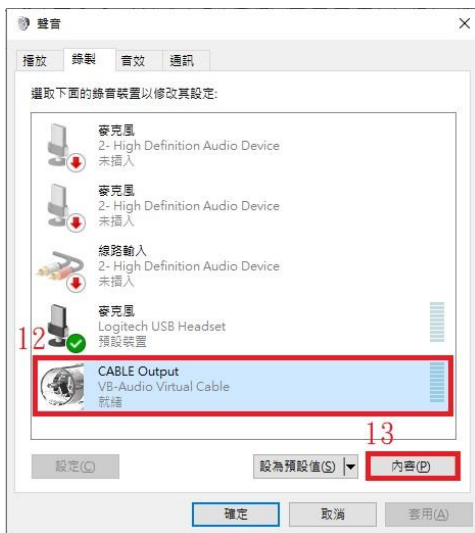 聲音
播放 錄製 音效 通訊
選取下面的錄音裝置以修改其設定:
麥克風
2- High Definition Audio Device
未插入
麥克風
2- High Definition Audio Device
未插入
線路輸入
2- High Definition Audio Device
未插入
麥克風
Logitech USB Headset
預設裝置
12
CABLE Output
VB-Audio Virtual Cable
就緒
13
設定(C) 設為預設值(S) 內容(P)
確定 取消 套用(A)